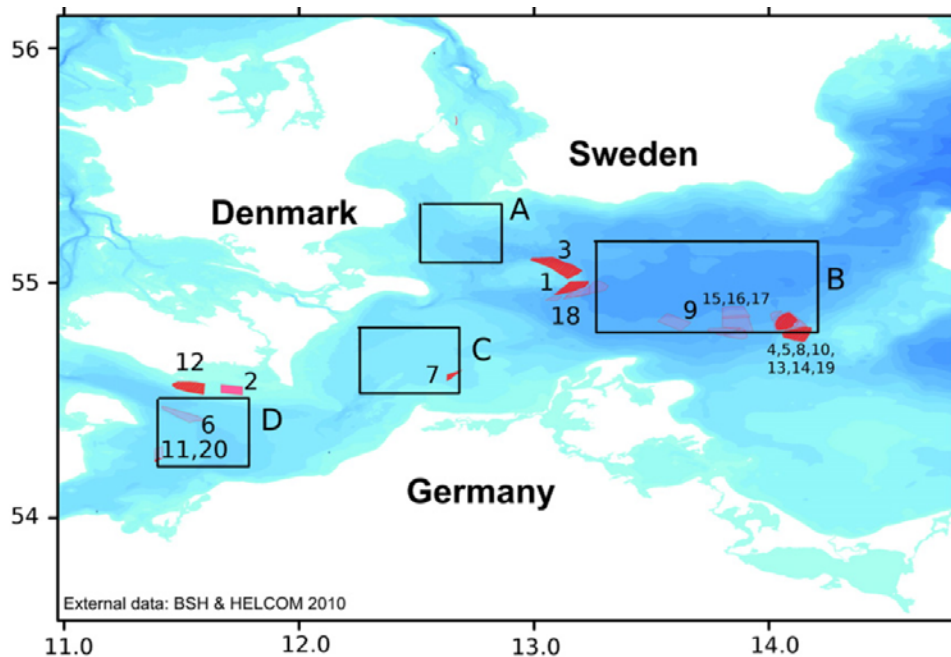 56
Sweden
Denmark
A
3
55
1
B
15,16,17
18
9
C
4,5,8,10,
13,14,19
7
12
2
D
6
11,20
Germany
54
External data: BSH & HELCOM 2010
11.0
12.0
13.0
14.0